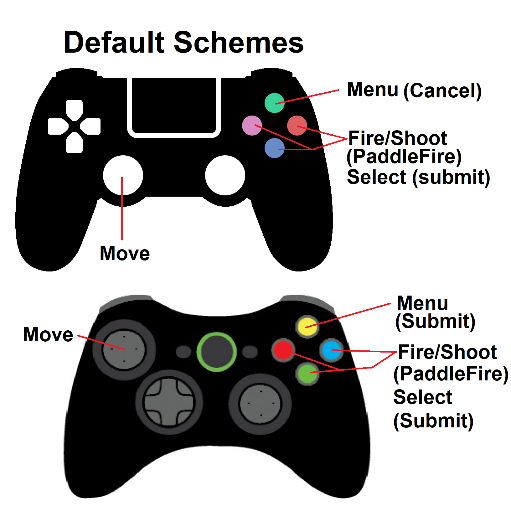 Default Schemes
Menu (Cancel)
Fire/Shoot
(PaddleFire)
Select (submit)
Move
Move
Menu
(Submit)
Fire/Shoot
(PaddleFire)
Select
(Submit)